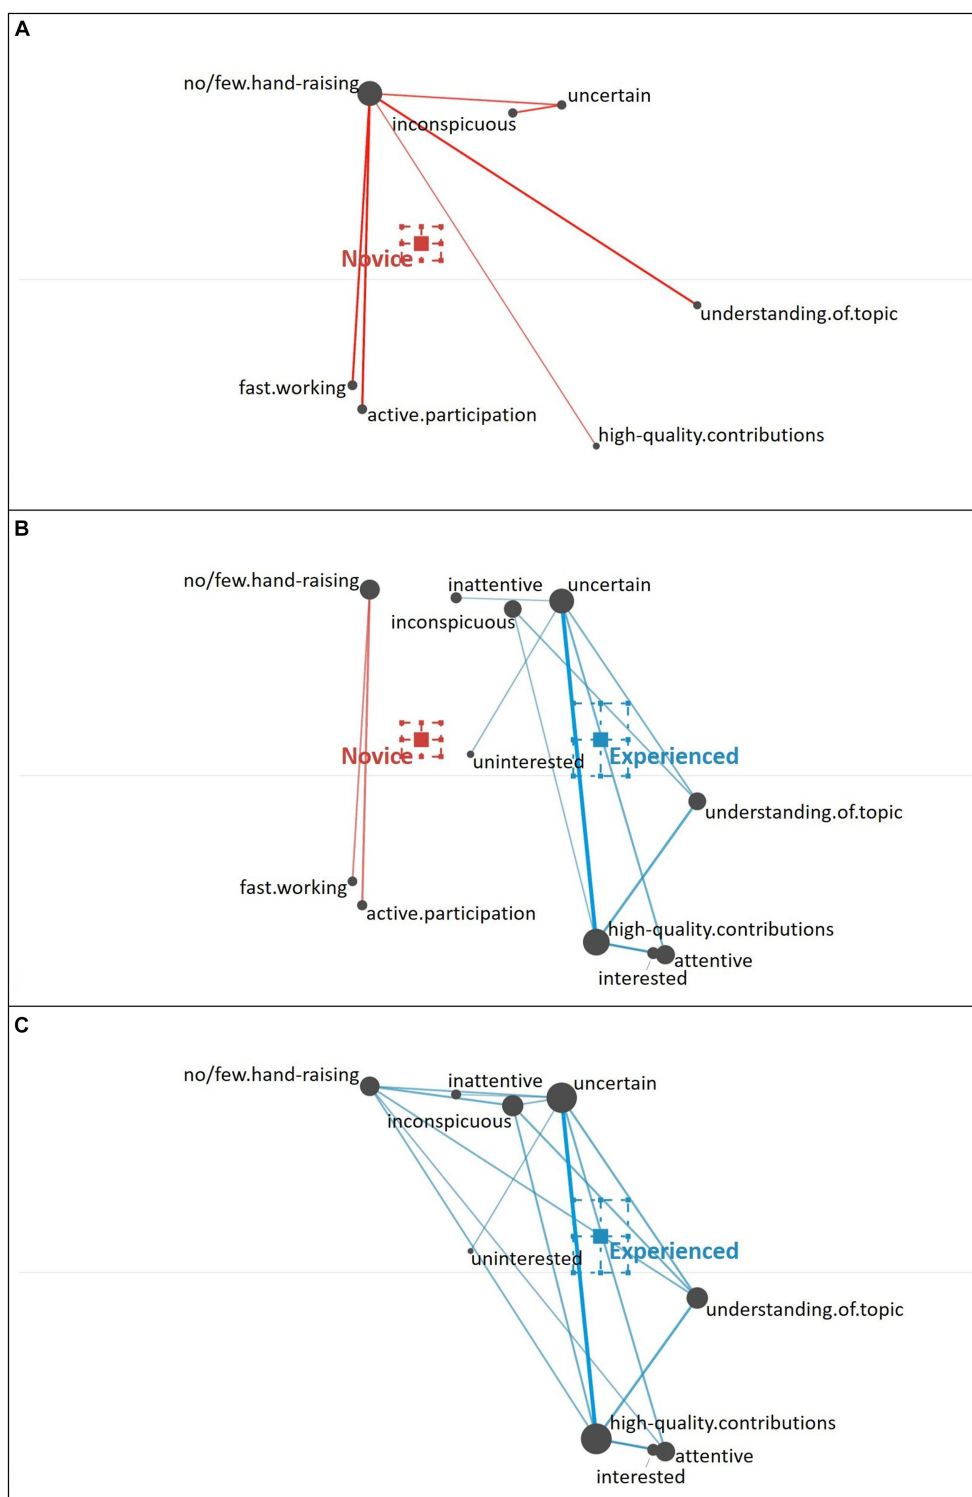 A
no/few.hand-raising
uncertain
inconspicuous
Novice
understanding.of.topic
fast.working
active.participation
high-quality.contributions
B
no/few.hand-raising
inattentive
uncertain
inconspicuous
Novice
uninterested
Experienced
understanding.of.topic
fast.working
active.participation
high-quality.contributions
attentive
interested
C
no/few.hand-raising
inattentive
uncertain
inconspicuous
uninterested
Experienced
understanding.of.topic
high-quality.contributions
attentive
interested